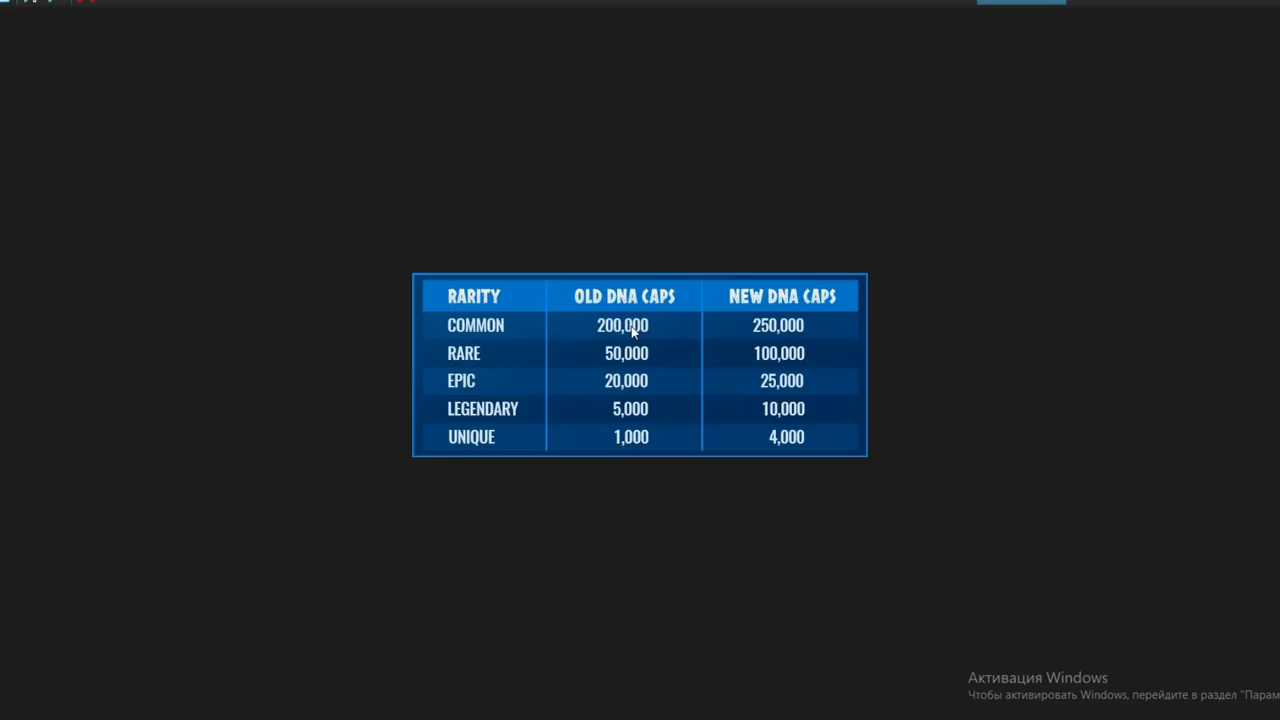 RARITY OLD DNA CAPS NEW DNA CAPS
COMMON 200,000 250,000
RARE 50,000 100,000
EPIC 20,000 25,000
LEGENDARY 5,000 10,000
UNIQUE 1,000 4,000
Активация Windows
Чтобы активировать Windows, перейдите в раздел "Парам